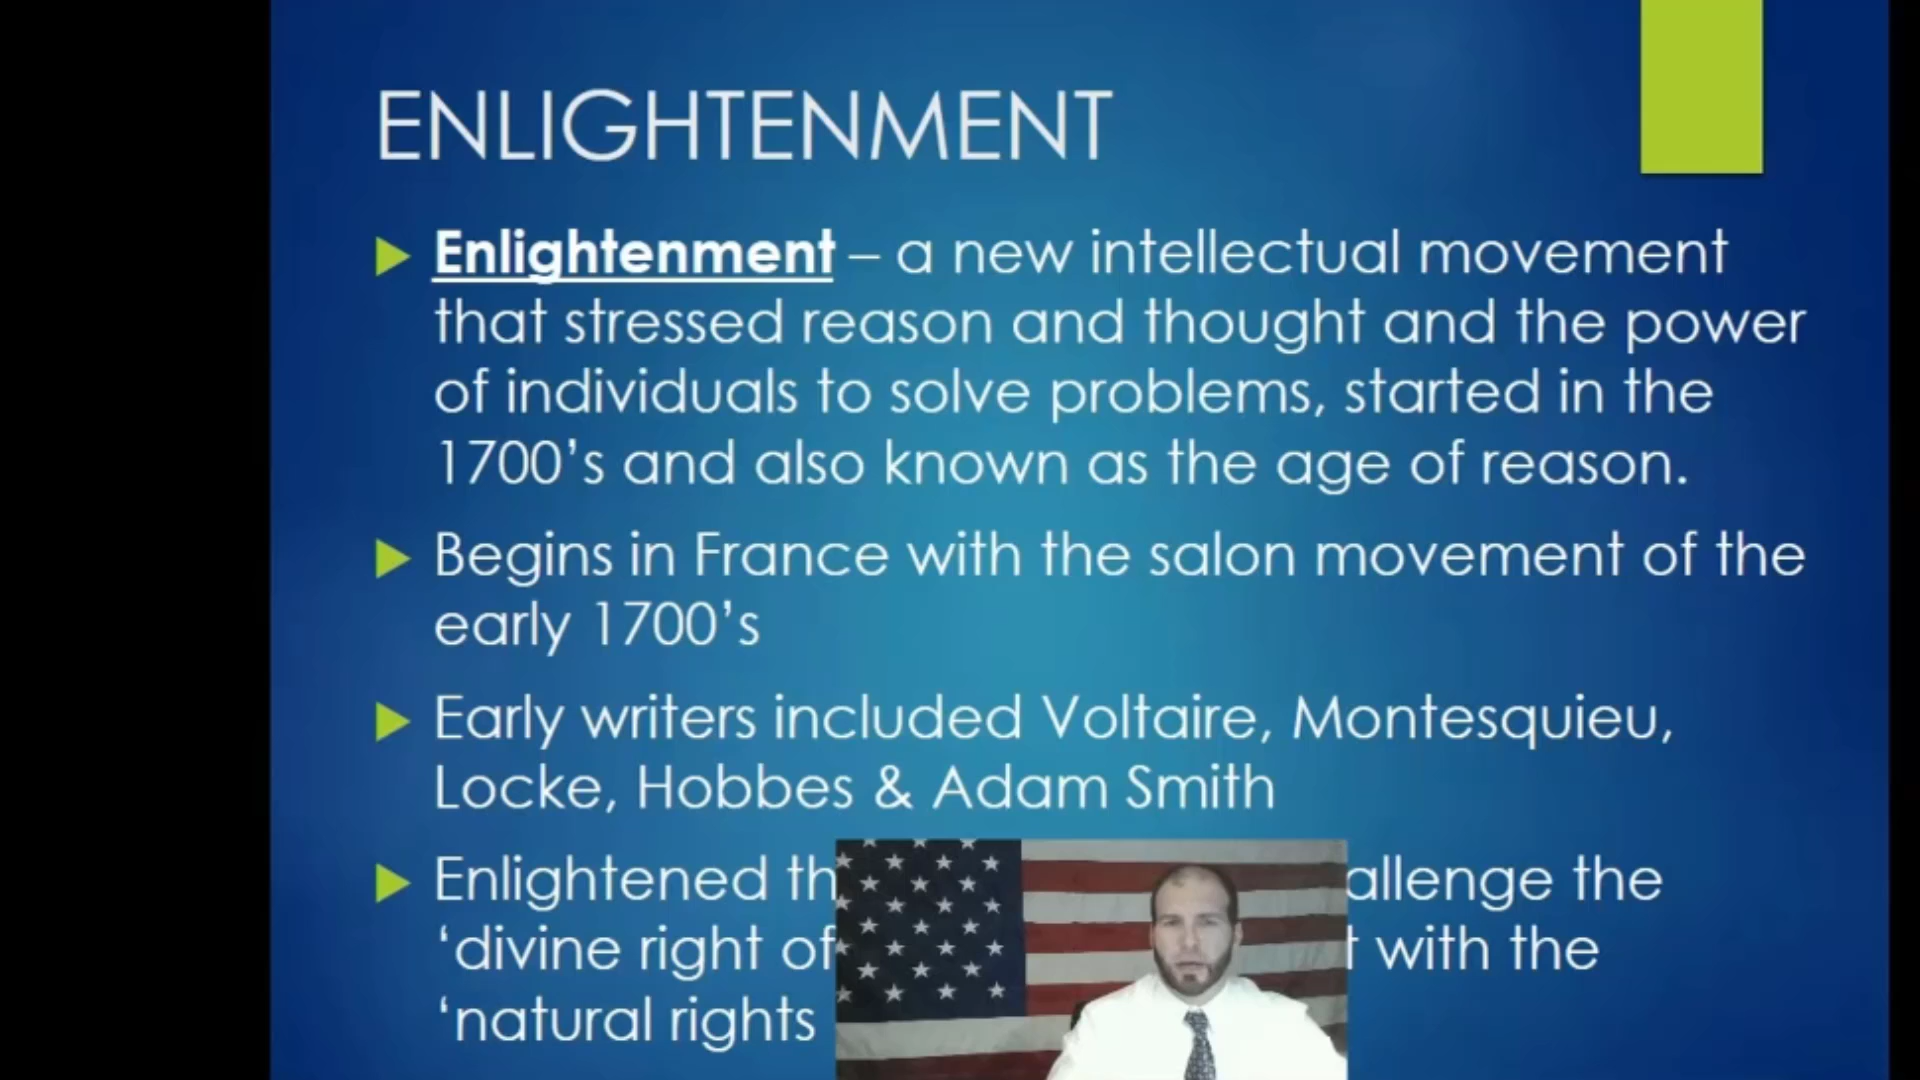 ENLIGHTENMENT
Enlightenment – a new intellectual movement
that stressed reason and thought and the power
of individuals to solve problems, started in the
1700’s and also known as the age of reason.
Begins in France with the salon movement of the
early 1700’s
Early writers included Voltaire, Montesquieu,
Locke, Hobbes & Adam Smith
Enlightened the
‘divine right of with the
‘natural rights